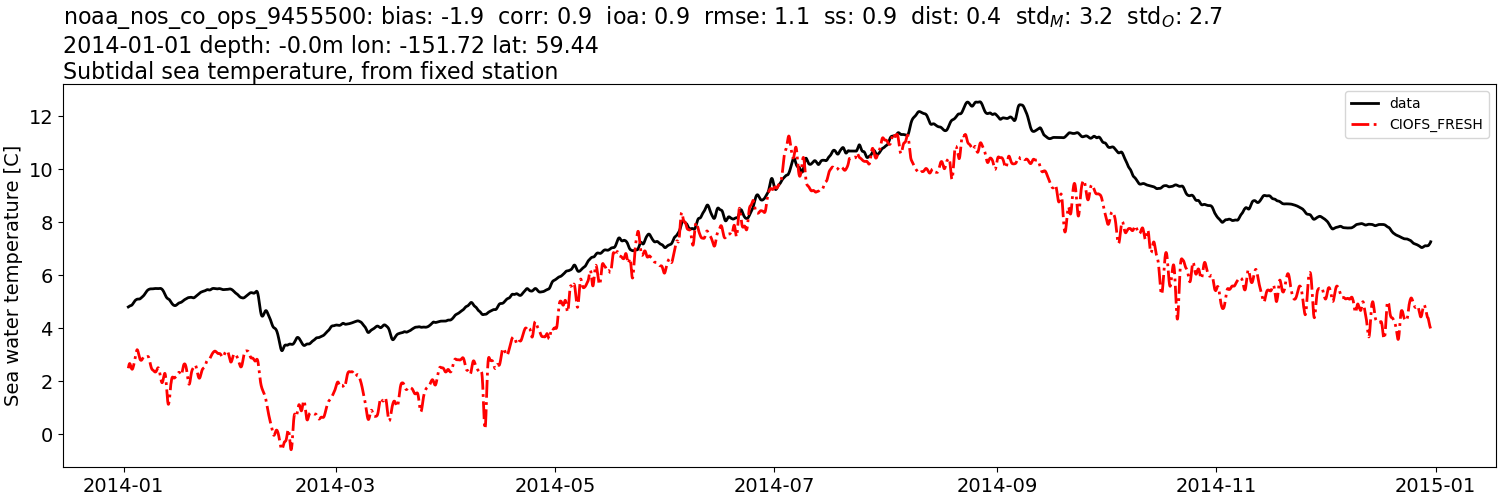 noaa_nos_co_ops_9455500: bias: -1.9 corr: 0.9 ioa: 0.9 rmse: 1.1 ss: 0.9 dist: 0.4 std_M: 3.2 std_O: 2.7
2014-01-01 depth: -0.0m lon: -151.72 lat: 59.44
Subtidal sea temperature, from fixed station
data
CIOFS_FRESH
Sea water temperature [C]
12
10
8
6
4
2
0
2014-01 2014-03 2014-05 2014-07 2014-09 2014-11 2015-01